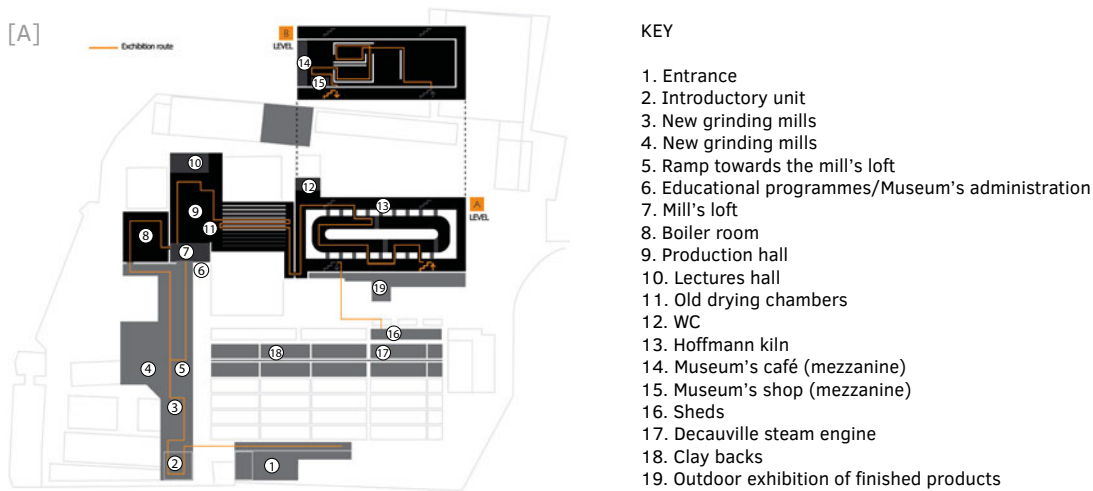 [A]
Exchibition route
B
LEVEL
14
15
10
12
13
A
LEVEL
9
11
8
7
6
19
16
18
17
4
5
3
2
1
KEY
1. Entrance
2. Introductory unit
3. New grinding mills
4. New grinding mills
5. Ramp towards the mill's loft
6. Educational programmes/Museum's administration
7. Mill's loft
8. Boiler room
9. Production hall
10. Lectures hall
11. Old drying chambers
12. WC
13. Hoffmann kiln
14. Museum's café (mezzanine)
15. Museum's shop (mezzanine)
16. Sheds
17. Decauville steam engine
18. Clay backs
19. Outdoor exhibition of finished products